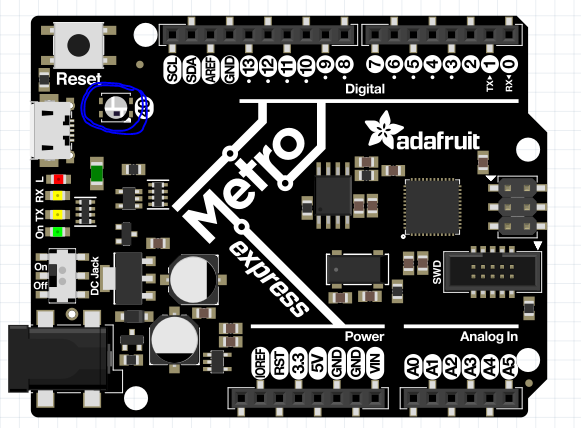 Reset
SCL SDA AREF GND 13 12 11 10 9 8 7 6 5 4 3 2 1 0
TX RX
Digital
40
adafruit
Metro
express
L
RX
TX
On
On
Off
DC Jack
SWD
Power
Analog In
OREF RST 3.3 5V GND GND VIN A0 A1 A2 A3 A4 A5